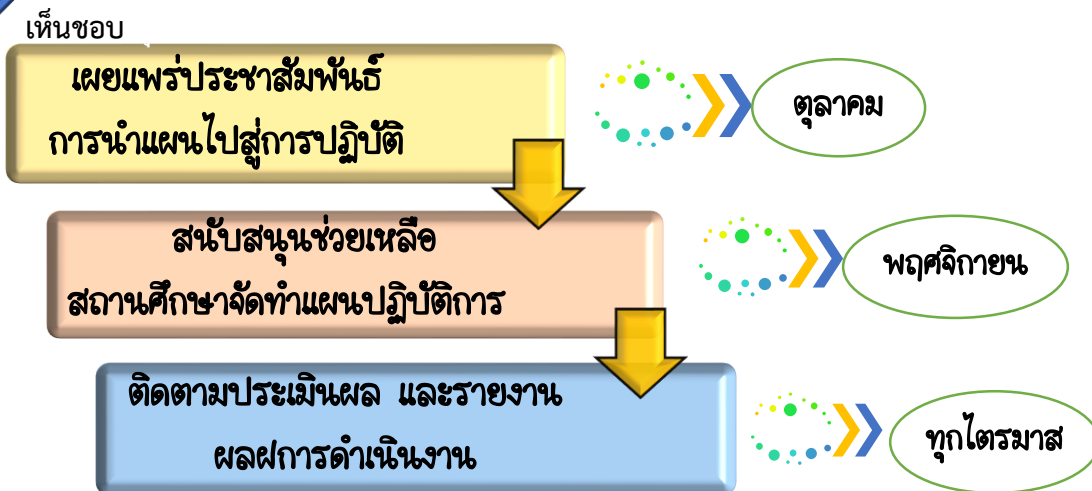 เห็นชอบ
เผยแพร่ประชาสัมพันธ์
การนำแผนไปสู่การปฏิบัติ
ตุลาคม
สนับสนุนช่วยเหลือ
สถานศึกษาจัดทำแผนปฏิบัติการ
พฤศจิกายน
ติดตามประเมินผล และรายงาน
ผลฝการดำเนินงาน
ทุกไตรมาส